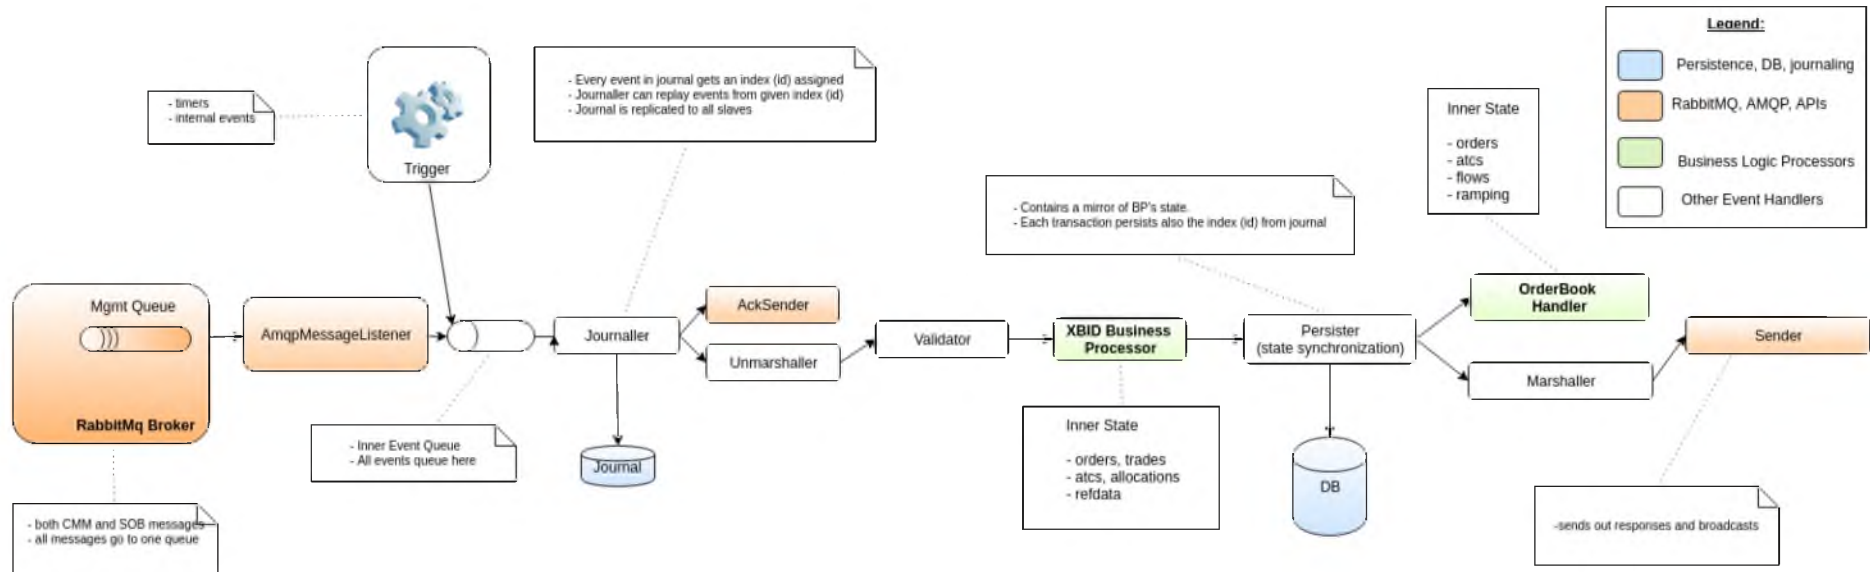 Legend:
Persistence, DB, journaling
RabbitMQ, AMQP, APIs
Business Logic Processors
Other Event Handlers
- timers
- internal events
Trigger
- Every event in journal gets an index (id) assigned
- Journaller can replay events from given index (id)
- Journal is replicated to all slaves
- Contains a mirror of BP's state.
- Each transaction persists also the index (id) from journal
Inner State
- orders
- atcs
- flows
- ramping
Mgmt Queue
RabbitMq Broker
AmqpMessageListener
Journaller
AckSender
Unmarshaller
Validator
XBID Business
Processor
Persister
(state synchronization)
OrderBook
Handler
Marshaller
Sender
- Inner Event Queue
- All events queue here
Journal
Inner State
- orders, trades
- atcs, allocations
- refdata
DB
- both CMM and SOB messages
- all messages go to one queue
-sends out responses and broadcasts